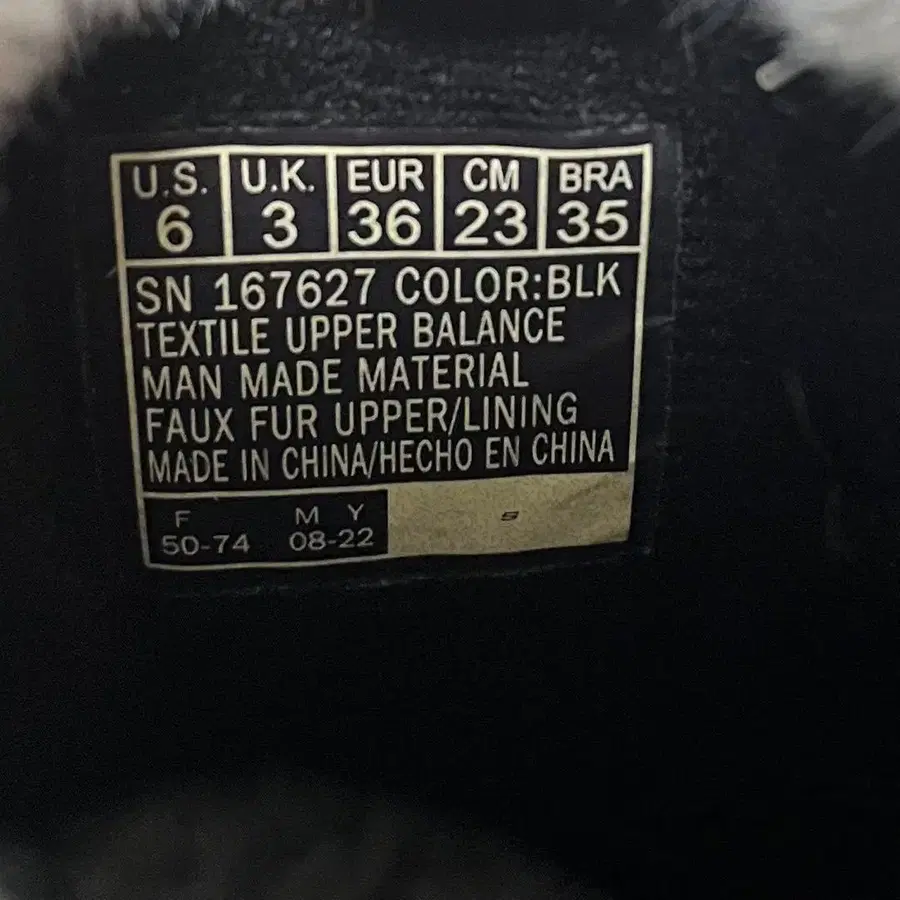 U.S. U.K. EUR CM BRA
6 3 36 23 35
SN 167627 COLOR:BLK
TEXTILE UPPER BALANCE
MAN MADE MATERIAL
FAUX FUR UPPER/LINING
MADE IN CHINA/HECHO EN CHINA
F M Y
50-74 08-22